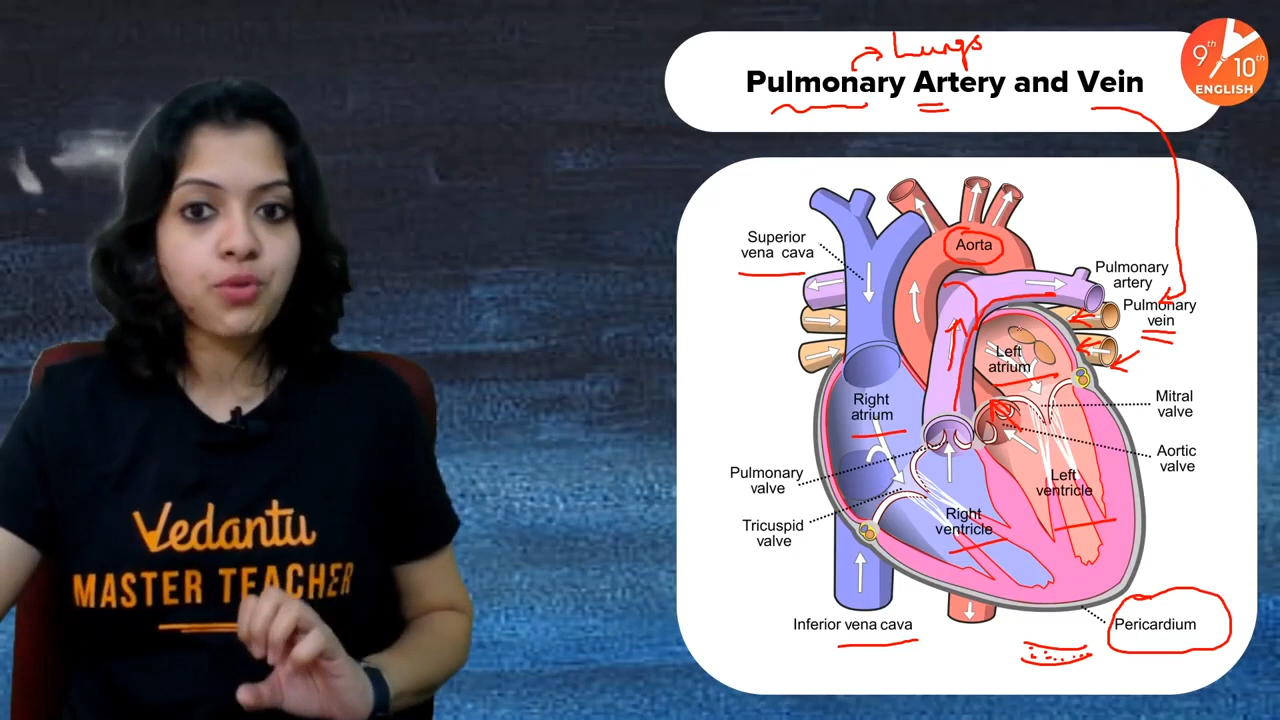 Lungs
Pulmonary Artery and Vein
9th
10th
ENGLISH
Superior
vena cava
Aorta
Pulmonary
artery
Pulmonary
vein
Left
atrium
Right
atrium
Mitral
valve
Aortic
valve
Pulmonary
valve
Left
ventricle
Tricuspid
valve
Right
ventricle
Inferior vena cava
Pericardium
Vedantu
MASTER TEACHER